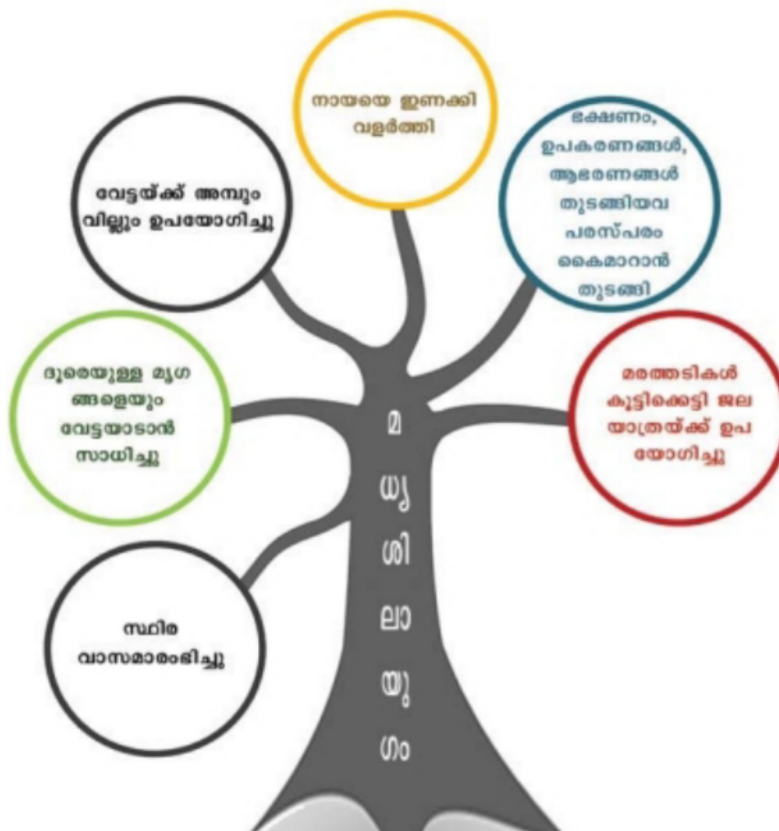 നായയെ ഇണക്കി
വളർത്തി
വേട്ടയ്ക്ക് അമ്പും
വില്ലും ഉപയോഗിച്ചു
ഭക്ഷണം,
ഉപകരണങ്ങൾ,
ആഭരണങ്ങൾ
തുടങ്ങിയവ
പരസ്പരം
കൈമാറാൻ
തുടങ്ങി
ദൂരെയുള്ള മൃഗ
ങ്ങളെയും
വേട്ടയാടാൻ
സാധിച്ചു
മരത്തടികൾ
കൂട്ടിക്കെട്ടി ജല
യാത്രയ്ക്ക് ഉപ
യോഗിച്ചു
സ്ഥിര
വാസമാരംഭിച്ചു
മ
ധ്യ
ശി
ലാ
യു
ഗം